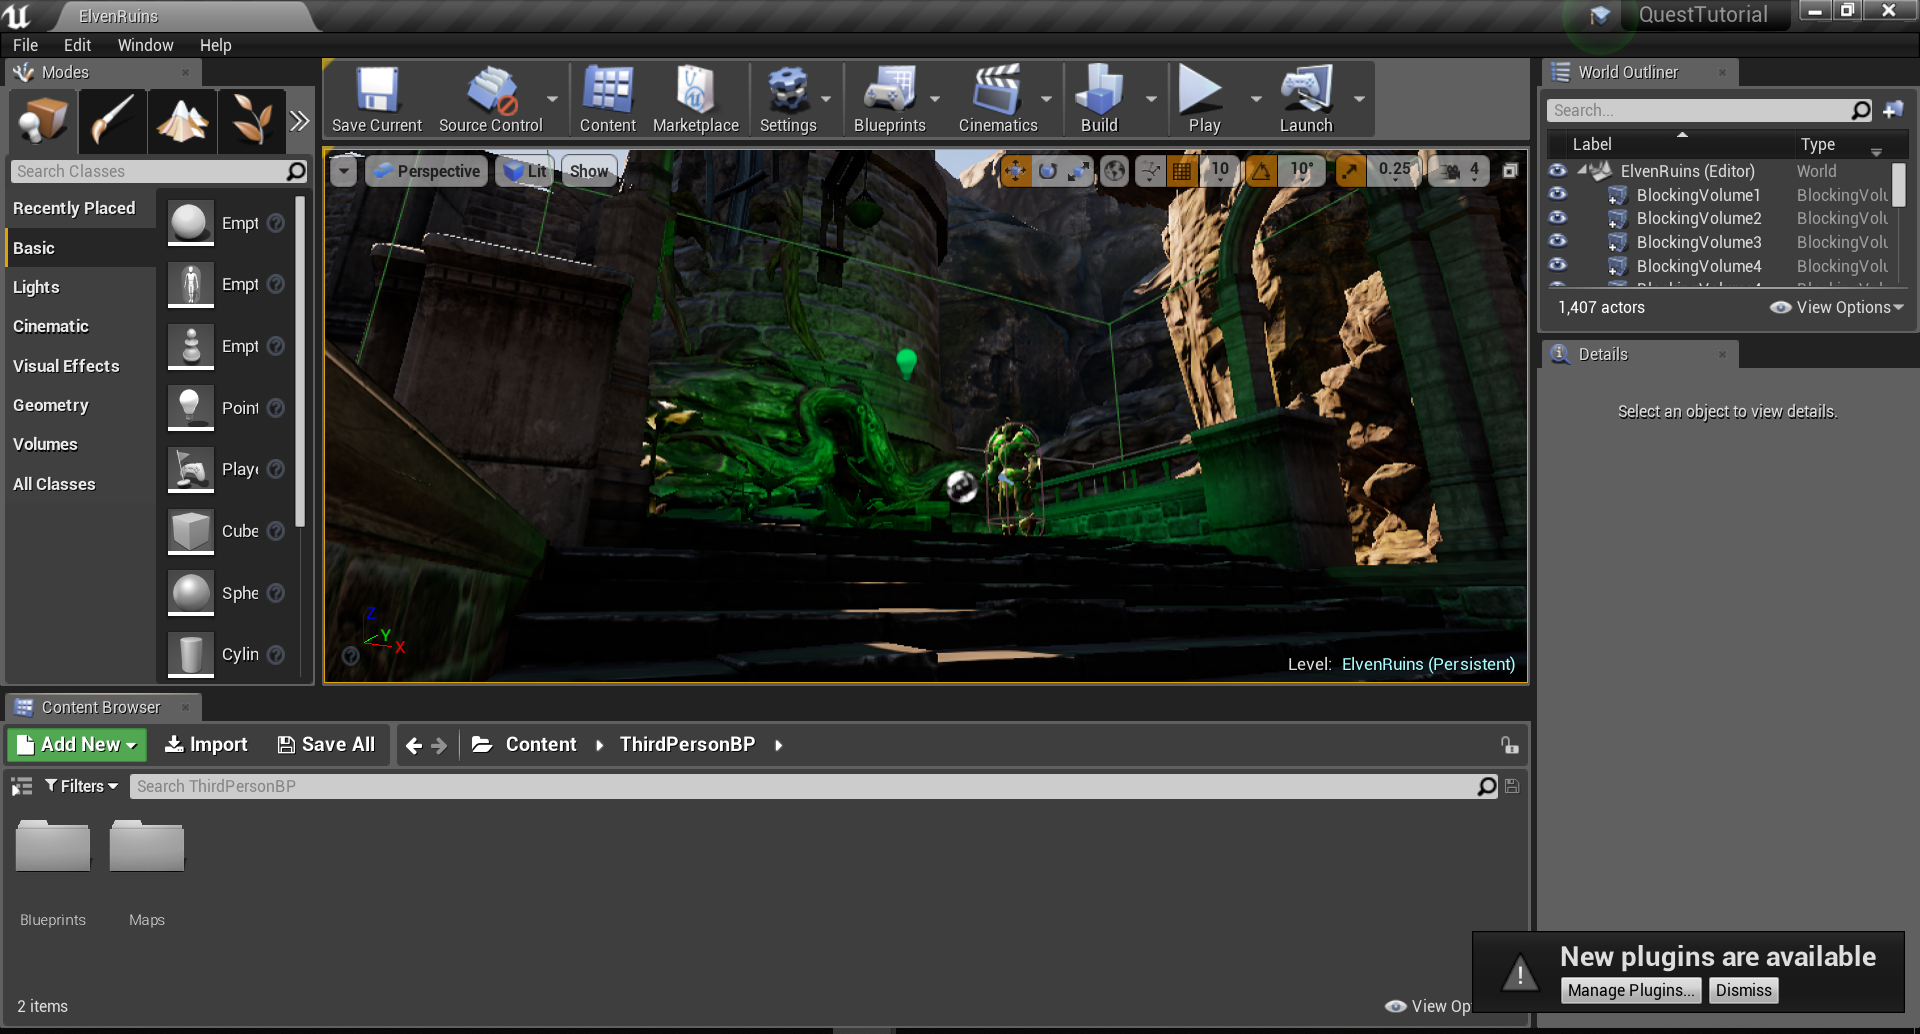 ElvenRuins
QuestTutorial
File Edit Window Help
Modes
Save Current
Source Control
Content
Marketplace
Settings
Blueprints
Cinematics
Build
Play
Launch
World Outliner
Search...
Label Type
ElvenRuins (Editor) World
BlockingVolume1 BlockingVolu
BlockingVolume2 BlockingVolu
BlockingVolume3 BlockingVolu
BlockingVolume4 BlockingVolu
1,407 actors
View Options
Details
Select an object to view details.
Search Classes
Recently Placed
Basic
Lights
Cinematic
Visual Effects
Geometry
Volumes
All Classes
Empt
Empt
Empt
Point
Playe
Cube
Sphe
Cylin
Perspective
Lit
Show
10
10°
0.25
4
Z
Y
X
Level: ElvenRuins (Persistent)
Content Browser
Add New
Import
Save All
Content
ThirdPersonBP
Filters
Search ThirdPersonBP
Blueprints
Maps
2 items
View Opt
New plugins are available
Manage Plugins...
Dismiss